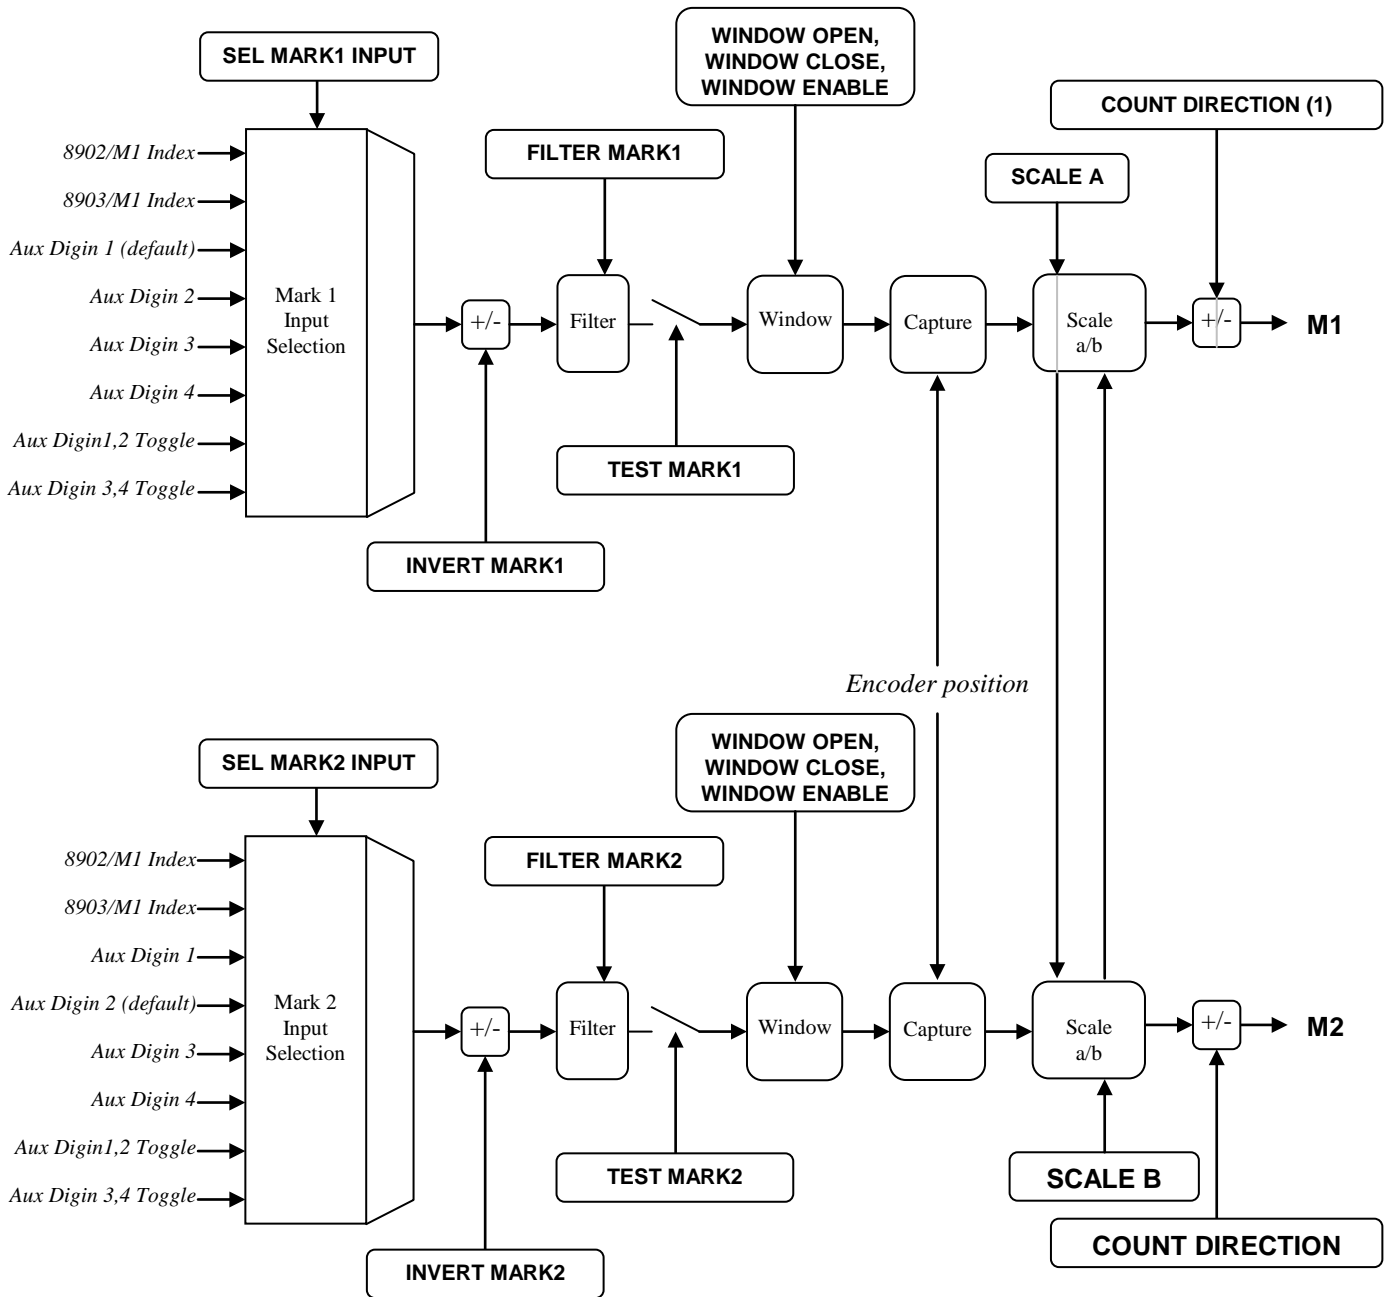 SEL MARK1 INPUT
WINDOW OPEN,
WINDOW CLOSE,
WINDOW ENABLE
COUNT DIRECTION (1)
FILTER MARK1
SCALE A
8902/M1 Index
8903/M1 Index
Aux Digin 1 (default)
Aux Digin 2
Aux Digin 3
Aux Digin 4
Aux Digin1,2 Toggle
Aux Digin 3,4 Toggle
Mark 1
Input
Selection
+/-
Filter
Window
Capture
Scale
a/b
+/-
M1
TEST MARK1
INVERT MARK1
Encoder position
SEL MARK2 INPUT
WINDOW OPEN,
WINDOW CLOSE,
WINDOW ENABLE
FILTER MARK2
8902/M1 Index
8903/M1 Index
Aux Digin 1
Aux Digin 2 (default)
Aux Digin 3
Aux Digin 4
Aux Digin1,2 Toggle
Aux Digin 3,4 Toggle
Mark 2
Input
Selection
+/-
Filter
Window
Capture
Scale
a/b
+/-
M2
TEST MARK2
SCALE B
INVERT MARK2
COUNT DIRECTION